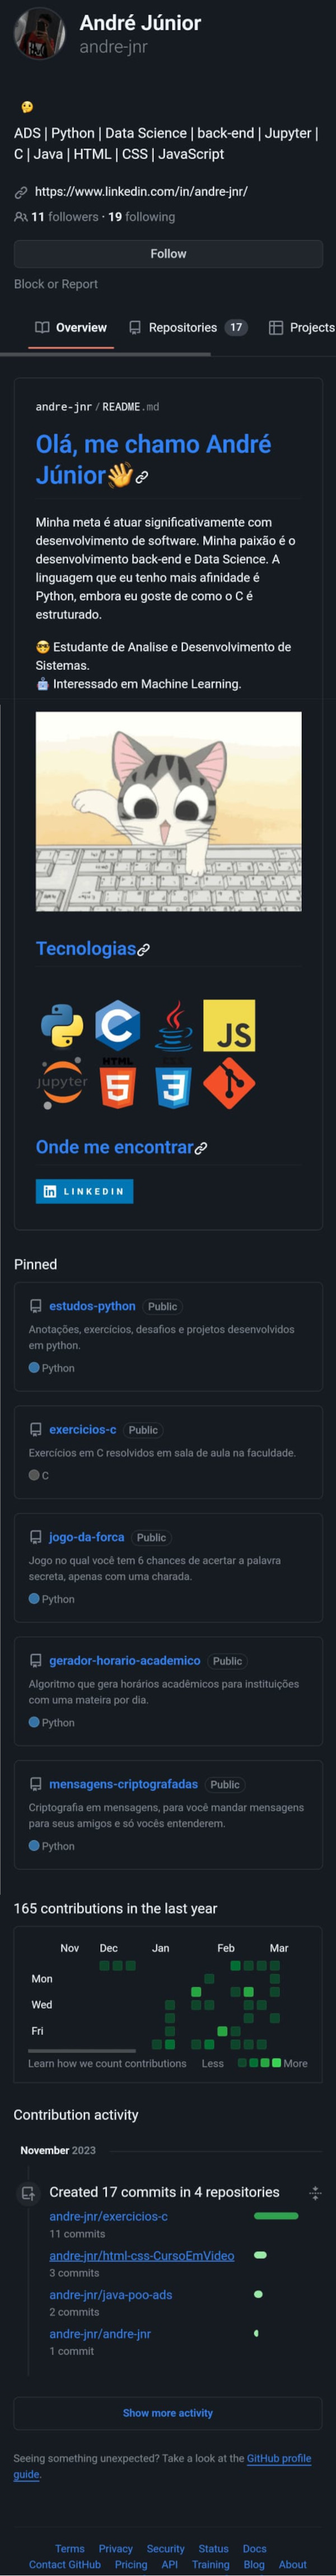 André Júnior
andre-jnr
ADS | Python | Data Science | back-end | Jupyter |
C | Java | HTML | CSS | JavaScript
https://www.linkedin.com/in/andre-jnr/
11 followers · 19 following
Follow
Block or Report
Overview Repositories 17 Projects
andre-jnr / README.md
Olá, me chamo André
Júnior👋
Minha meta é atuar significativamente com
desenvolvimento de software. Minha paixão é o
desenvolvimento back-end e Data Science. A
linguagem que eu tenho mais afinidade é
Python, embora eu goste de como o C é
estruturado.
😎 Estudante de Analise e Desenvolvimento de
Sistemas.
🤖 Interessado em Machine Learning.
Tecnologias
C JS
jupyter HTML 5 CSS 3
Onde me encontrar
in LINKEDIN
Pinned
estudos-python Public
Anotações, exercícios, desafios e projetos desenvolvidos
em python.
Python
exercicios-c Public
Exercícios em C resolvidos em sala de aula na faculdade.
C
jogo-da-forca Public
Jogo no qual você tem 6 chances de acertar a palavra
secreta, apenas com uma charada.
Python
gerador-horario-academico Public
Algoritmo que gera horários acadêmicos para instituições
com uma mateira por dia.
Python
mensagens-criptografadas Public
Criptografia em mensagens, para você mandar mensagens
para seus amigos e só vocês entenderem.
Python
165 contributions in the last year
Nov Dec Jan Feb Mar
Mon
Wed
Fri
Learn how we count contributions Less More
Contribution activity
November 2023
Created 17 commits in 4 repositories
andre-jnr/exercicios-c
11 commits
andre-jnr/html-css-CursoEmVideo
3 commits
andre-jnr/java-poo-ads
2 commits
andre-jnr/andre-jnr
1 commit
Show more activity
Seeing something unexpected? Take a look at the GitHub profile
guide.
Terms Privacy Security Status Docs
Contact GitHub Pricing API Training Blog About